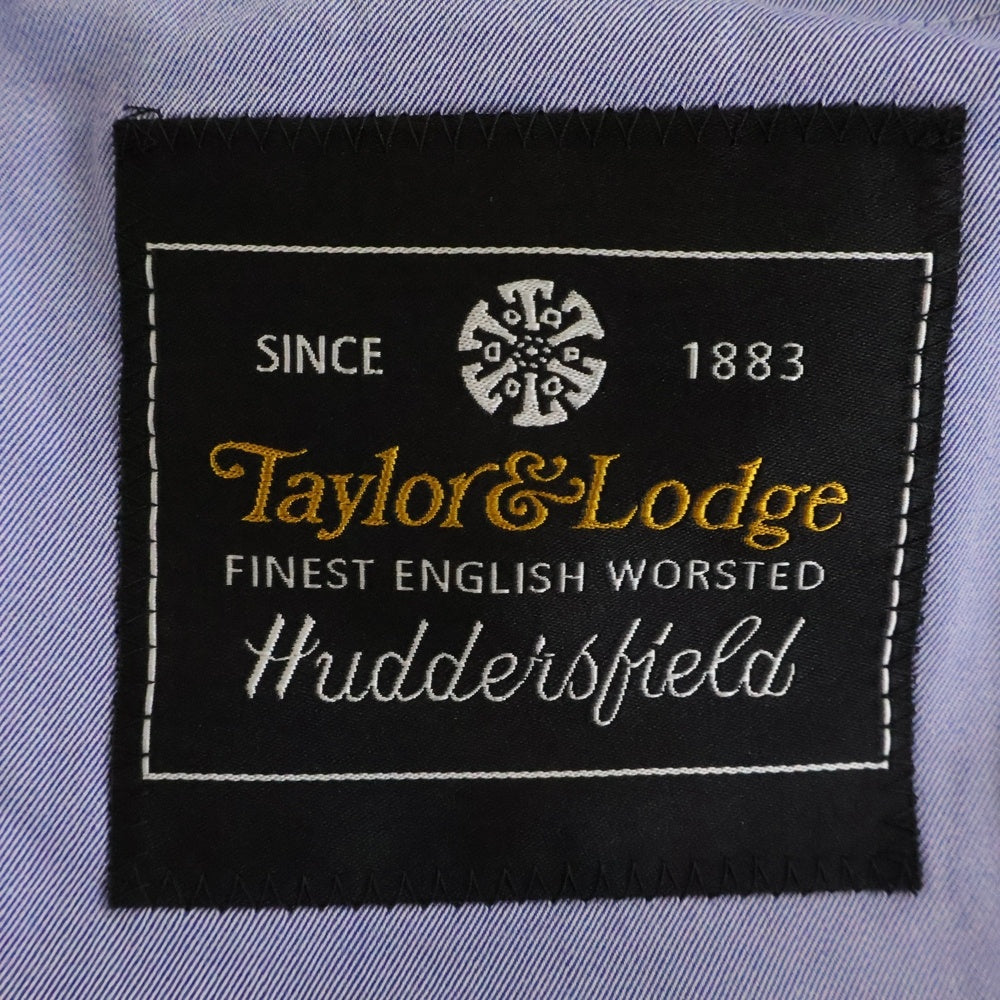 SINCE 1883
Taylor & Lodge
FINEST ENGLISH WORSTED
Huddersfield